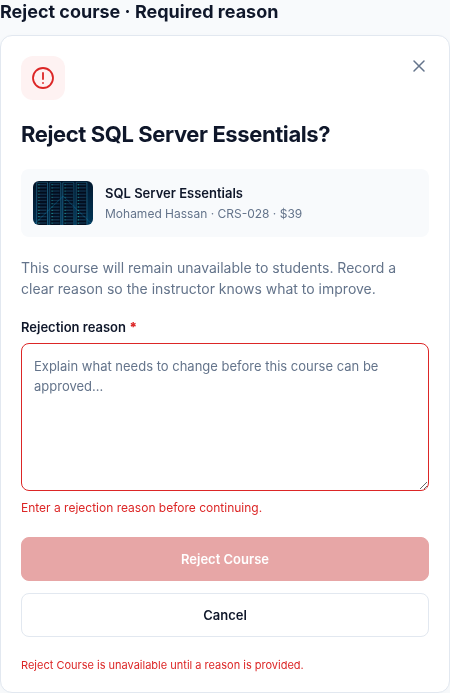 Reject course · Required reason
Reject SQL Server Essentials?
SQL Server Essentials
Mohamed Hassan · CRS-028 · $39
This course will remain unavailable to students. Record a
clear reason so the instructor knows what to improve.
Rejection reason *
Explain what needs to change before this course can be
approved...
Enter a rejection reason before continuing.
Reject Course
Cancel
Reject Course is unavailable until a reason is provided.